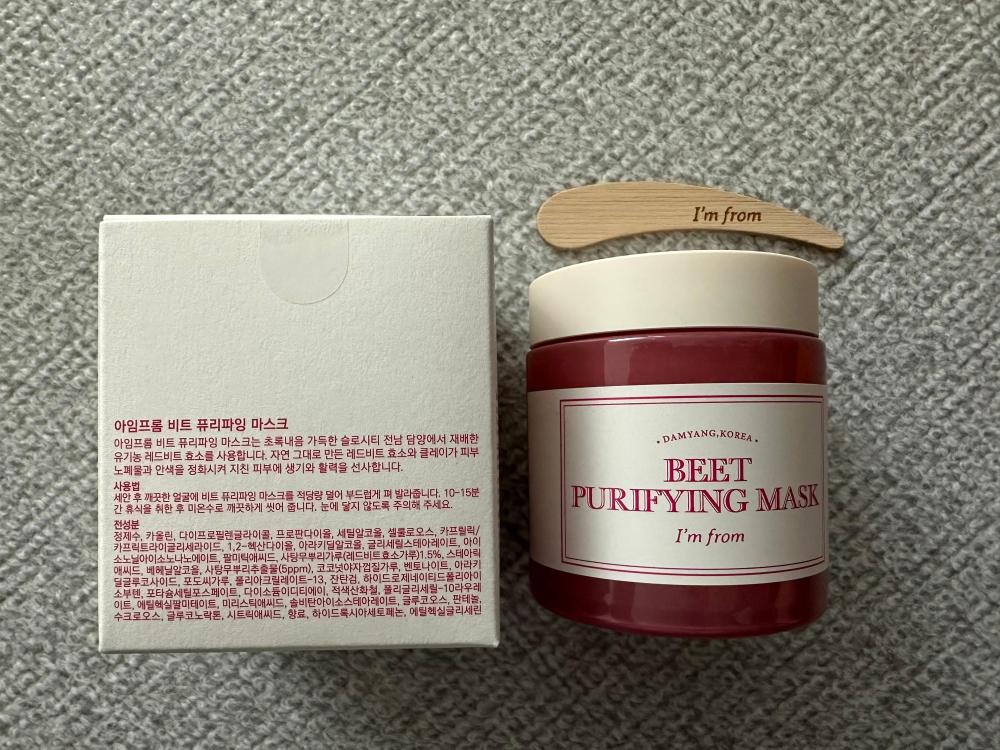 아임프롬 비트 퓨리파잉 마스크
아임프롬 비트 퓨리파잉 마스크는 초록내음 가득한 슬로시티 전남 담양에서 재배한
유기농 레드비트 효소를 사용합니다. 자연 그대로 만든 레드비트 효소와 클레이가 피부
노폐물과 안색을 정화시켜 지친 피부에 생기와 활력을 선사합니다.
사용법
세안 후 깨끗한 얼굴에 비트 퓨리파잉 마스크를 적당량 덜어 부드럽게 펴 발라줍니다. 10-15분
간 휴식을 취한 후 미온수로 깨끗하게 씻어 줍니다. 눈에 닿지 않도록 주의해 주세요.
전성분
정제수, 카올린, 다이프로필렌글라이콜, 프로판다이올, 세틸알코올, 셀룰로오스, 카프릴릭/
카프릭트라이글리세라이드, 1,2-헥산다이올, 아라키딜알코올, 글리세릴스테아레이트, 아이
소노닐아이소노나노에이트, 팔미틱애씨드, 사탕무뿌리가루(레드비트효소가루)1.5%, 스테아릭
애씨드, 베헤닐알코올, 사탕무뿌리추출물(5ppm), 코코넛야자껍질가루, 벤토나이트, 아라키
딜글루코사이드, 포도씨가루, 폴리아크릴레이트-13, 잔탄검, 하이드로제네이티드폴리아이
소부텐, 포타슘세틸포스페이트, 다이소듐이디티에이, 적색산화철, 폴리글리세릴-10라우레
이트, 에틸헥실팔미테이트, 미리스틱애씨드, 솔비탄아이소스테아레이트, 글루코오스, 판테놀,
수크로오스, 글루코노락톤, 시트릭애씨드, 향료, 하이드록시아세토페논, 에틸헥실글리세린
I'm from
• DAMYANG,KOREA •
BEET
PURIFYING MASK
I'm from